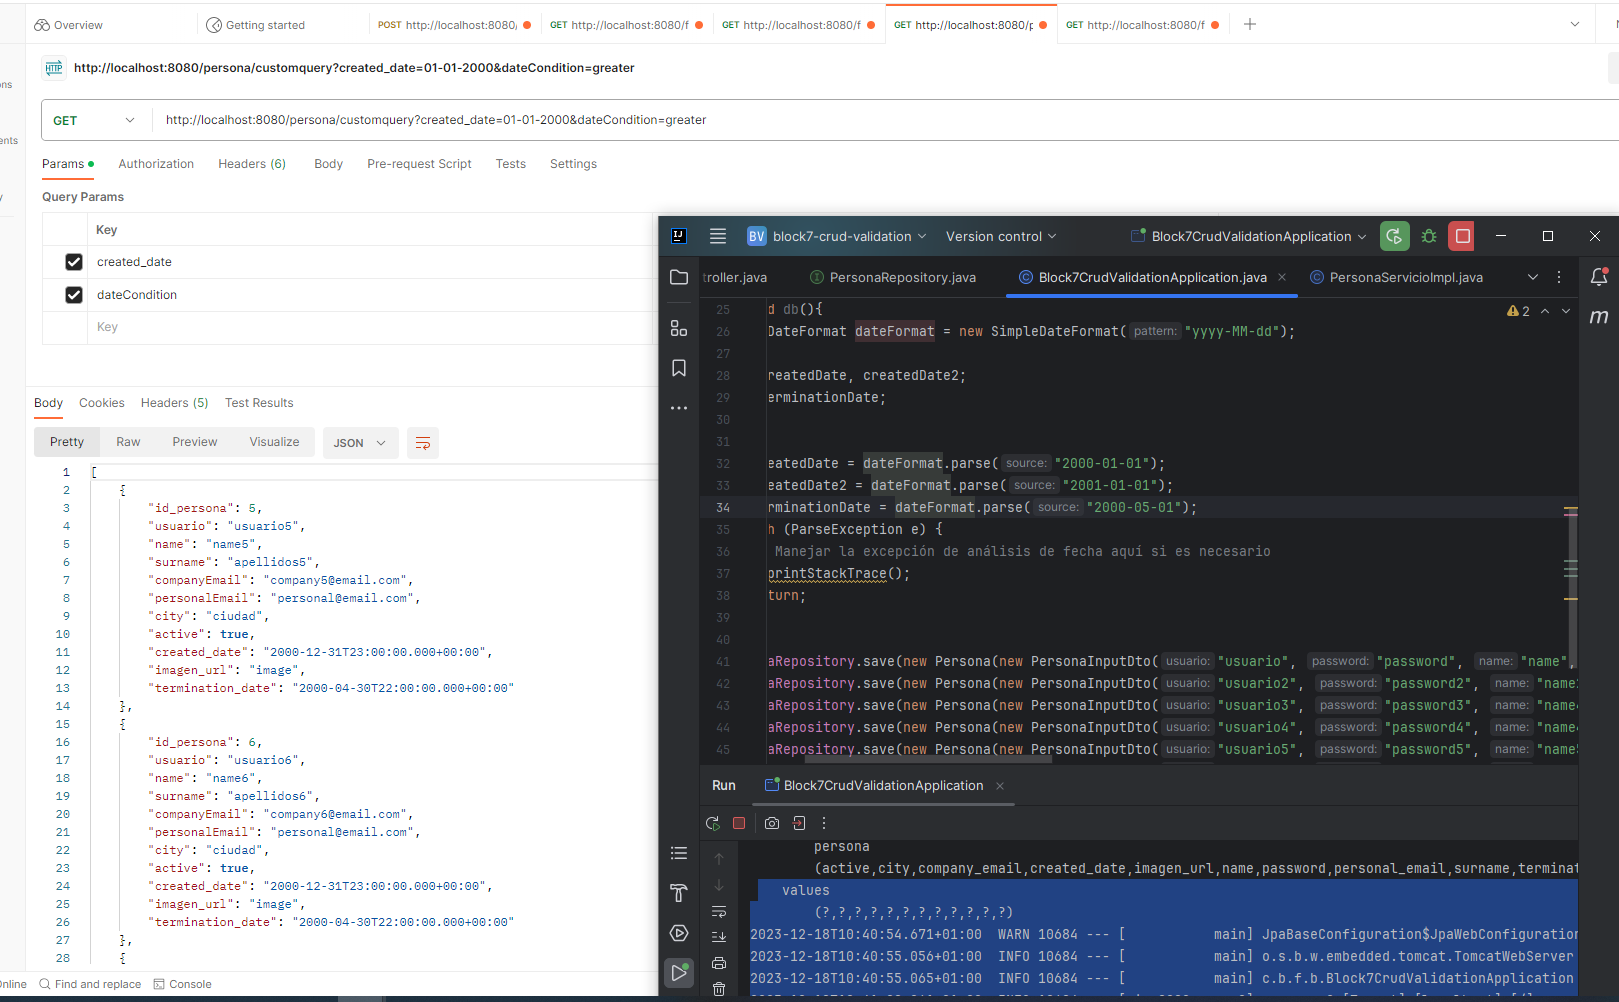 Overview
Getting started
POST http://localhost:8080/
GET http://localhost:8080/f
GET http://localhost:8080/f
GET http://localhost:8080/p
GET http://localhost:8080/f
HTTP http://localhost:8080/persona/customquery?created_date=01-01-2000&dateCondition=greater
GET http://localhost:8080/persona/customquery?created_date=01-01-2000&dateCondition=greater
Params Authorization Headers (6) Body Pre-request Script Tests Settings
Query Params
Key
created_date
dateCondition
Key
Body Cookies Headers (5) Test Results
Pretty Raw Preview Visualize JSON
1 [
2 {
3 "id_persona": 5,
4 "usuario": "usuario5",
5 "name": "name5",
6 "surname": "apellidos5",
7 "companyEmail": "company5@email.com",
8 "personalEmail": "personal@email.com",
9 "city": "ciudad",
10 "active": true,
11 "created_date": "2000-12-31T23:00:00.000+00:00",
12 "imagen_url": "image",
13 "termination_date": "2000-04-30T22:00:00.000+00:00"
14 },
15 {
16 "id_persona": 6,
17 "usuario": "usuario6",
18 "name": "name6",
19 "surname": "apellidos6",
20 "companyEmail": "company6@email.com",
21 "personalEmail": "personal@email.com",
22 "city": "ciudad",
23 "active": true,
24 "created_date": "2000-12-31T23:00:00.000+00:00",
25 "imagen_url": "image",
26 "termination_date": "2000-04-30T22:00:00.000+00:00"
27 },
28 {
nline Find and replace Console
BV block7-crud-validation Version control Block7CrudValidationApplication
troller.java PersonaRepository.java Block7CrudValidationApplication.java PersonaServicioImpl.java
25 d db(){
2
26 DateFormat dateFormat = new SimpleDateFormat( pattern: "yyyy-MM-dd");
27
28 reatedDate, createdDate2;
29 erminationDate;
30
31
32 eatedDate = dateFormat.parse( source: "2000-01-01");
33 eatedDate2 = dateFormat.parse( source: "2001-01-01");
34 rminationDate = dateFormat.parse( source: "2000-05-01");
35 h (ParseException e) {
36 Manejar la excepción de análisis de fecha aquí si es necesario
37 printStackTrace();
38 turn;
39
40
41 aRepository.save(new Persona(new PersonaInputDto( usuario: "usuario", password: "password", name: "name",
42 aRepository.save(new Persona(new PersonaInputDto( usuario: "usuario2", password: "password2", name: "name
43 aRepository.save(new Persona(new PersonaInputDto( usuario: "usuario3", password: "password3", name: "name
44 aRepository.save(new Persona(new PersonaInputDto( usuario: "usuario4", password: "password4", name: "name
45 aRepository.save(new Persona(new PersonaInputDto( usuario: "usuario5", password: "password5", name: "name
Run Block7CrudValidationApplication
persona
(active,city,company_email,created_date,imagen_url,name,password,personal_email,surname,terminat
values
(?,?,?,?,?,?,?,?,?,?,?,?)
2023-12-18T10:40:54.671+01:00 WARN 10684 --- [ main] JpaBaseConfiguration$JpaWebConfiguration
2023-12-18T10:40:55.056+01:00 INFO 10684 --- [ main] o.s.b.w.embedded.tomcat.TomcatWebServer
2023-12-18T10:40:55.065+01:00 INFO 10684 --- [ main] c.b.f.b.Block7CrudValidationApplication